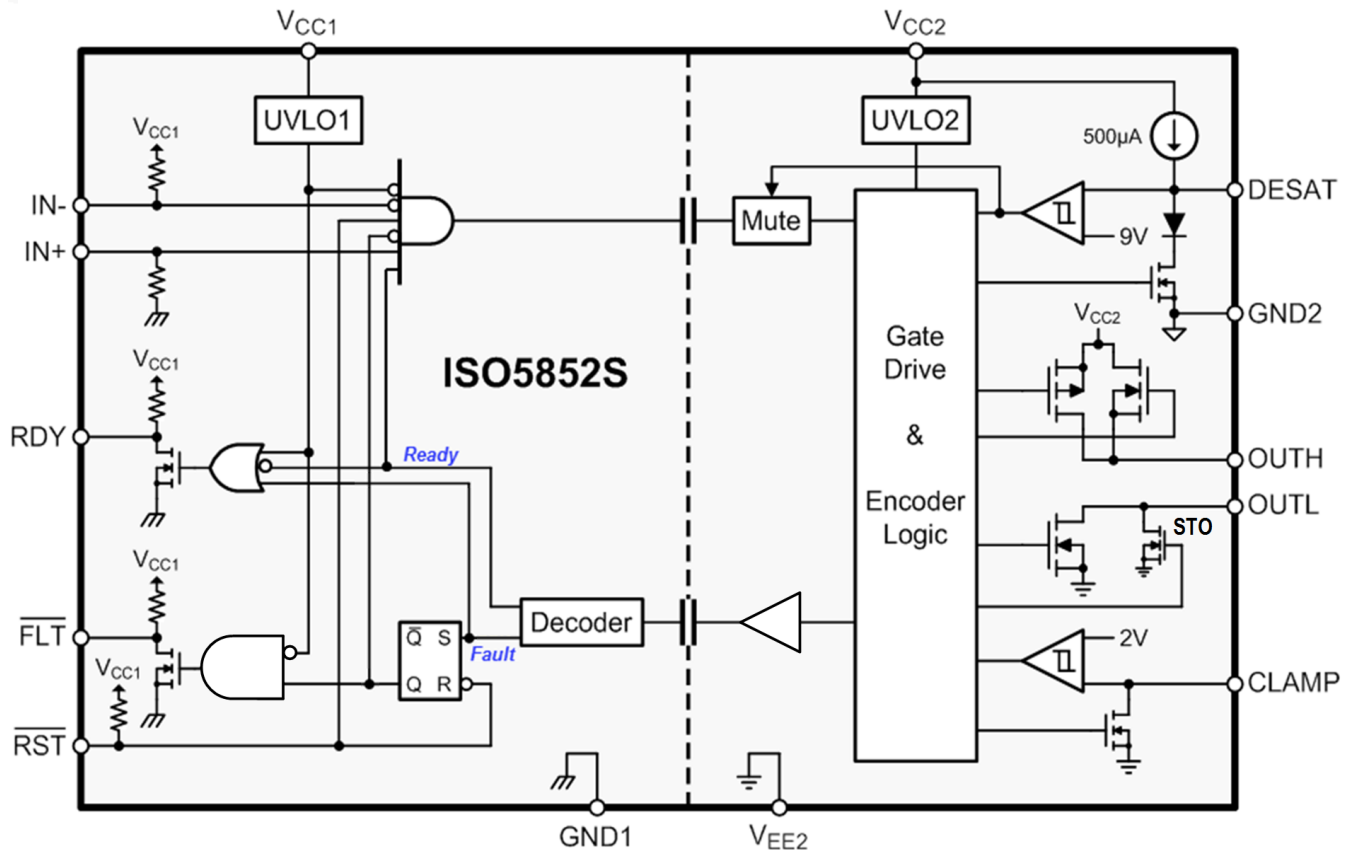 VCC1
VCC2
UVLO1
UVLO2
VCC1
500µA
IN-
DESAT
Mute
9V
IN+
GND2
VCC2
Gate
Drive
&
Encoder
Logic
ISO5852S
VCC1
RDY
Ready
OUTH
OUTL
STO
VCC1
FLT
Decoder
Q S
Fault
2V
VCC1
Q R
CLAMP
RST
GND1
VEE2